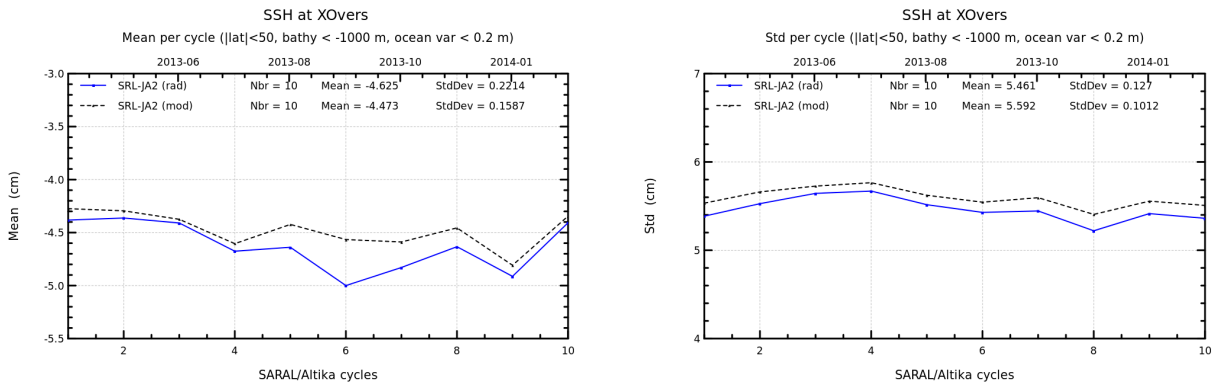 SSH at XOvers
Mean per cycle (|lat|<50, bathy < -1000 m, ocean var < 0.2 m)
2013-06 2013-08 2013-10 2014-01
SRL-JA2 (rad) Nbr = 10 Mean = -4.625 StdDev = 0.2214
SRL-JA2 (mod) Nbr = 10 Mean = -4.473 StdDev = 0.1587
-3.0
-3.5
-4.0
-4.5
-5.0
-5.5
Mean (cm)
2 4 6 8 10
SARAL/Altika cycles
SSH at XOvers
Std per cycle (|lat|<50, bathy < -1000 m, ocean var < 0.2 m)
2013-06 2013-08 2013-10 2014-01
SRL-JA2 (rad) Nbr = 10 Mean = 5.461 StdDev = 0.127
SRL-JA2 (mod) Nbr = 10 Mean = 5.592 StdDev = 0.1012
7
6
5
4
Std (cm)
2 4 6 8 10
SARAL/Altika cycles